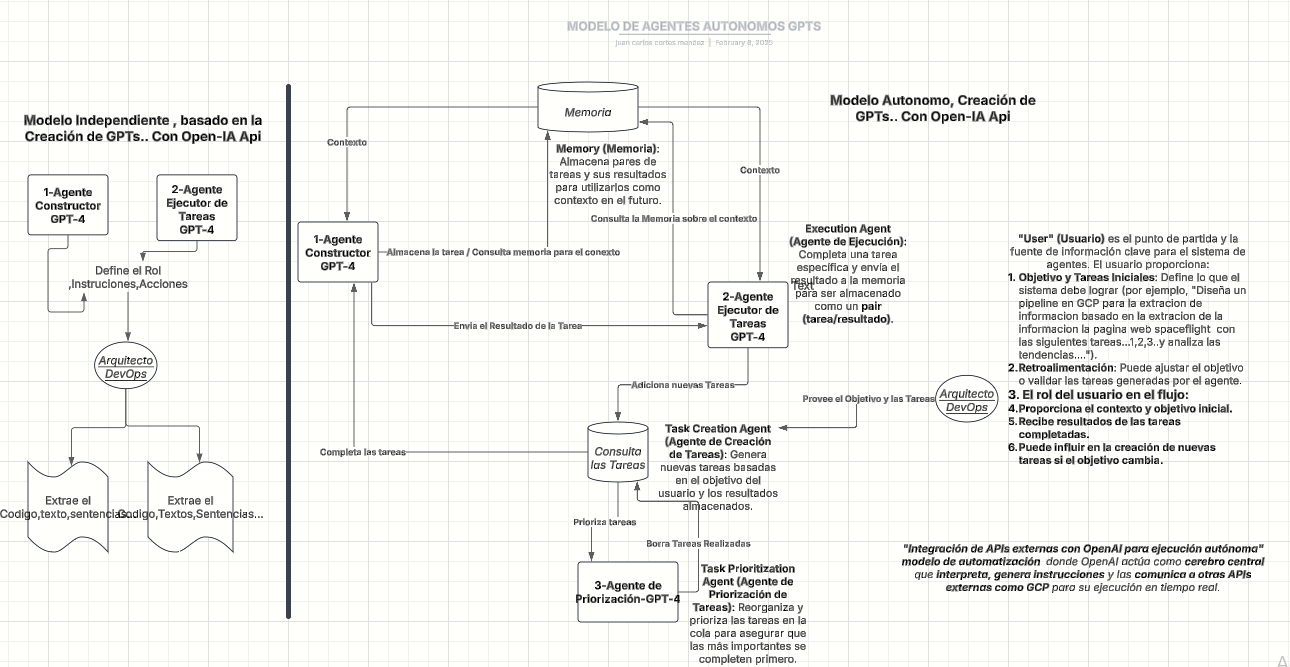 MODELO DE AGENTES AUTONOMOS GPTS
juan carlos cortes mendez | February 8, 2025
Modelo Independiente , basado en la
Creación de GPTs.. Con Open-IA Api
1-Agente
Constructor
GPT-4
2-Agente
Ejecutor de
Tareas
GPT-4
Define el Rol
,Instruciones,Acciones
Arquitecto
DevOps
Extrae el
Codigo,texto,sentencias...
Extrae el
Codigo,Textos,Sentencias...
Modelo Autonomo, Creación de
GPTs.. Con Open-IA Api
Memoria
Contexto
Contexto
Memory (Memoria):
Almacena pares de
tareas y sus resultados
para utilizarlos como
contexto en el futuro.
Consulta la Memoria sobre el contexto
1-Agente
Constructor
GPT-4
Almacena la tarea / Consulta memoria para el conexto
Execution Agent
(Agente de Ejecución):
Completa una tarea
específica y envía el
resultado a la memoria
para ser almacenado
como un par
(tarea/resultado).
Text
2-Agente
Ejecutor de
Tareas
GPT-4
Envia el Resultado de la Tarea
Adiciona nuevas Tareas
Provee el Objetivo y las Tareas
Arquitecto
DevOps
Consulta
las Tareas
Completa las tareas
Task Creation Agent
(Agente de Creación
de Tareas): Genera
nuevas tareas basadas
en el objetivo del
usuario y los resultados
almacenados.
Prioriza tareas
Borra Tareas Realizadas
3-Agente de
Priorización-GPT-4
Task Prioritization
Agent (Agente de
Priorización de
Tareas): Reorganiza y
prioriza las tareas en la
cola para asegurar que
las más importantes se
completen primero.
"User" (Usuario) es el punto de partida y la
fuente de información clave para el sistema de
agentes. El usuario proporciona:
1. Objetivo y Tareas Iniciales: Define lo que el
sistema debe lograr (por ejemplo, "Diseña un
pipeline en GCP para la extracion de
informacion basado en la extracion de la
informacion la pagina web spaceflight con
las siguientes tareas...1,2,3..y analiza las
tendencias....").
2.Retroalimentación: Puede ajustar el objetivo
o validar las tareas generadas por el agente.
3. El rol del usuario en el flujo:
4.Proporciona el contexto y objetivo inicial.
5.Recibe resultados de las tareas
completadas.
6.Puede influir en la creación de nuevas
tareas si el objetivo cambia.
"Integración de APIs externas con OpenAI para ejecución autónoma"
modelo de automatización donde OpenAI actúa como cerebro central
que interpreta, genera instrucciones y las comunica a otras APIs
externas como GCP para su ejecución en tiempo real.
A